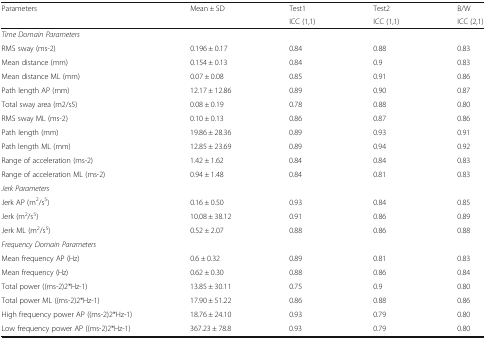 Parameters Mean ± SD Test1 Test2 B/W
ICC (1,1) ICC (1,1) ICC (2,1)
Time Domain Parameters
RMS sway (ms-2) 0.196 ± 0.17 0.84 0.88 0.83
Mean distance (mm) 0.154 ± 0.13 0.84 0.9 0.83
Mean distance ML (mm) 0.07 ± 0.08 0.85 0.91 0.86
Path length AP (mm) 12.17 ± 12.86 0.89 0.90 0.87
Total sway area (m2/s5) 0.08 ± 0.19 0.78 0.88 0.80
RMS sway ML (ms-2) 0.10 ± 0.13 0.86 0.87 0.86
Path length (mm) 19.86 ± 28.36 0.89 0.93 0.91
Path length ML (mm) 12.85 ± 23.69 0.89 0.94 0.92
Range of acceleration (ms-2) 1.42 ± 1.62 0.84 0.84 0.83
Range of acceleration ML (ms-2) 0.94 ± 1.48 0.84 0.81 0.83
Jerk Parameters
Jerk AP (m²/s⁵) 0.16 ± 0.50 0.93 0.84 0.85
Jerk (m²/s⁵) 10.08 ± 38.12 0.91 0.86 0.89
Jerk ML (m²/s⁵) 0.52 ± 2.07 0.88 0.86 0.88
Frequency Domain Parameters
Mean frequency AP (Hz) 0.6 ± 0.32 0.89 0.81 0.83
Mean frequency (Hz) 0.62 ± 0.30 0.88 0.86 0.84
Total power ((ms-2)2*Hz-1) 13.85 ± 30.11 0.75 0.9 0.80
Total power ML ((ms-2)2*Hz-1) 17.90 ± 51.22 0.86 0.88 0.86
High frequency power AP ((ms-2)2*Hz-1) 18.76 ± 24.10 0.93 0.79 0.80
Low frequency power AP ((ms-2)2*Hz-1) 367.23 ± 78.8 0.93 0.79 0.80